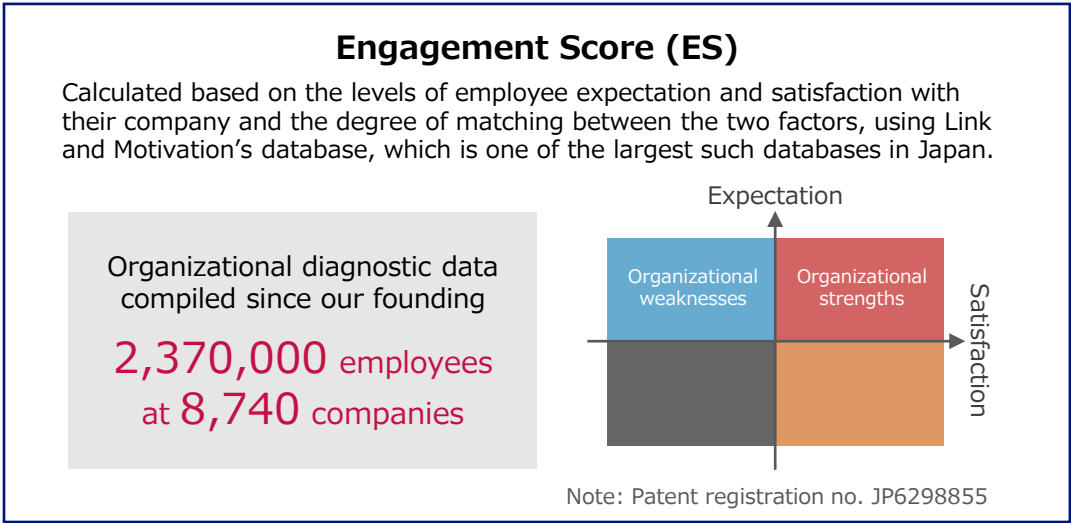 Engagement Score (ES)
Calculated based on the levels of employee expectation and satisfaction with
their company and the degree of matching between the two factors, using Link
and Motivation’s database, which is one of the largest such databases in Japan.
Organizational diagnostic data
compiled since our founding
2,370,000 employees
at 8,740 companies
Expectation
Organizational
weaknesses
Organizational
strengths
Satisfaction
Note: Patent registration no. JP6298855